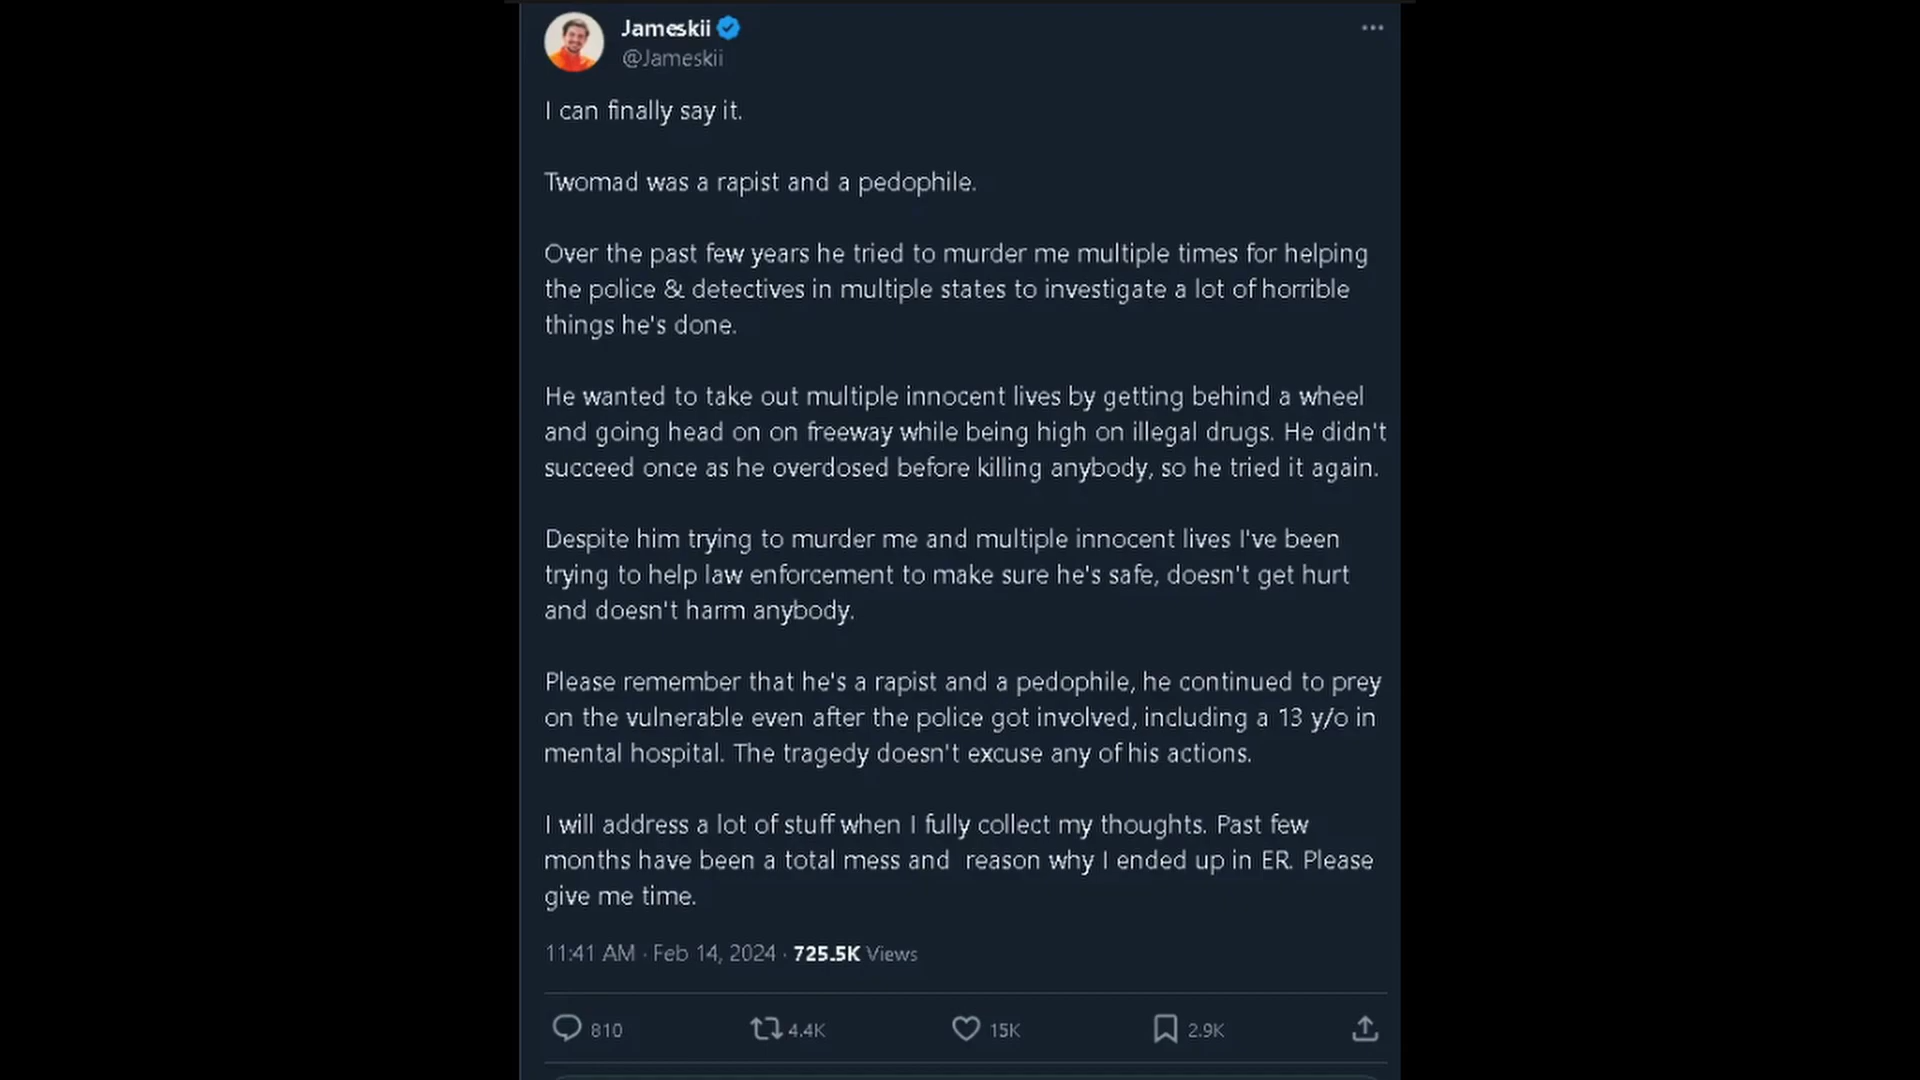 Jameskii
@Jameskii
I can finally say it.
Twomad was a rapist and a pedophile.
Over the past few years he tried to murder me multiple times for helping
the police & detectives in multiple states to investigate a lot of horrible
things he's done.
He wanted to take out multiple innocent lives by getting behind a wheel
and going head on on freeway while being high on illegal drugs. He didn't
succeed once as he overdosed before killing anybody, so he tried it again.
Despite him trying to murder me and multiple innocent lives I've been
trying to help law enforcement to make sure he's safe, doesn't get hurt
and doesn't harm anybody.
Please remember that he's a rapist and a pedophile, he continued to prey
on the vulnerable even after the police got involved, including a 13 y/o in
mental hospital. The tragedy doesn't excuse any of his actions.
I will address a lot of stuff when I fully collect my thoughts. Past few
months have been a total mess and  reason why I ended up in ER. Please
give me time.
11:41 AM · Feb 14, 2024 · 725.5K Views
810 4.4K 15K 2.9K